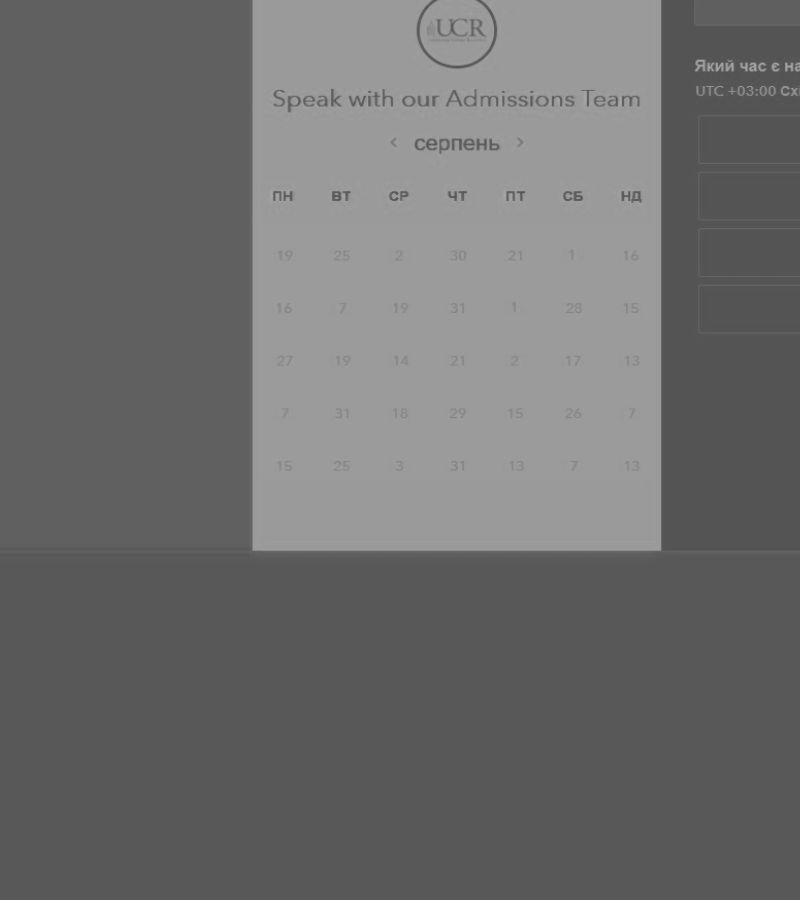 UCR
Speak with our Admissions Team
‹ серпень ›
ПН ВТ СР ЧТ ПТ СБ НД
19 25 2 30 21 1 16
16 7 19 31 1 28 15
27 19 14 21 2 17 13
7 31 18 29 15 26 7
15 25 3 31 13 7 13
Який час є
UTC +03:00